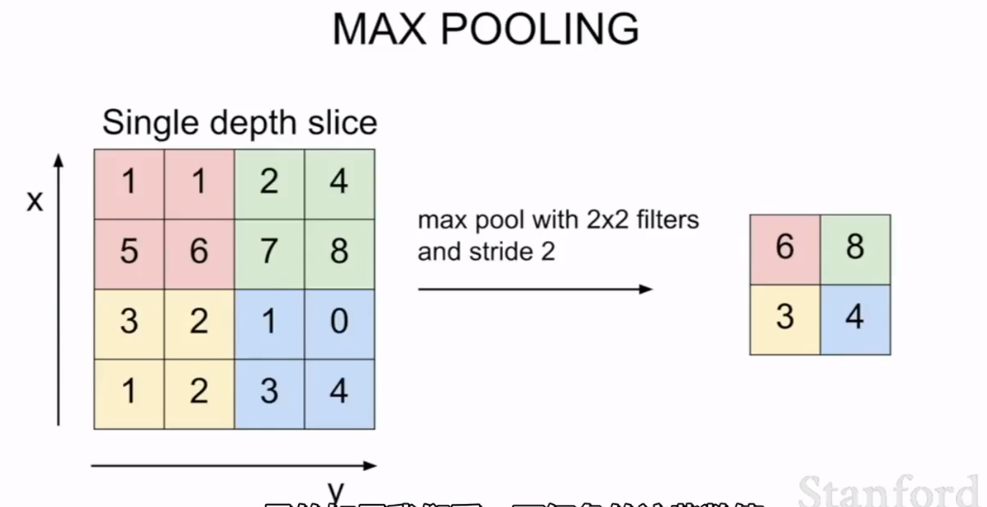 MAX POOLING
Single depth slice
x
1 1 2 4
5 6 7 8
3 2 1 0
1 2 3 4
y
max pool with 2x2 filters
and stride 2
6 8
3 4
Stanford